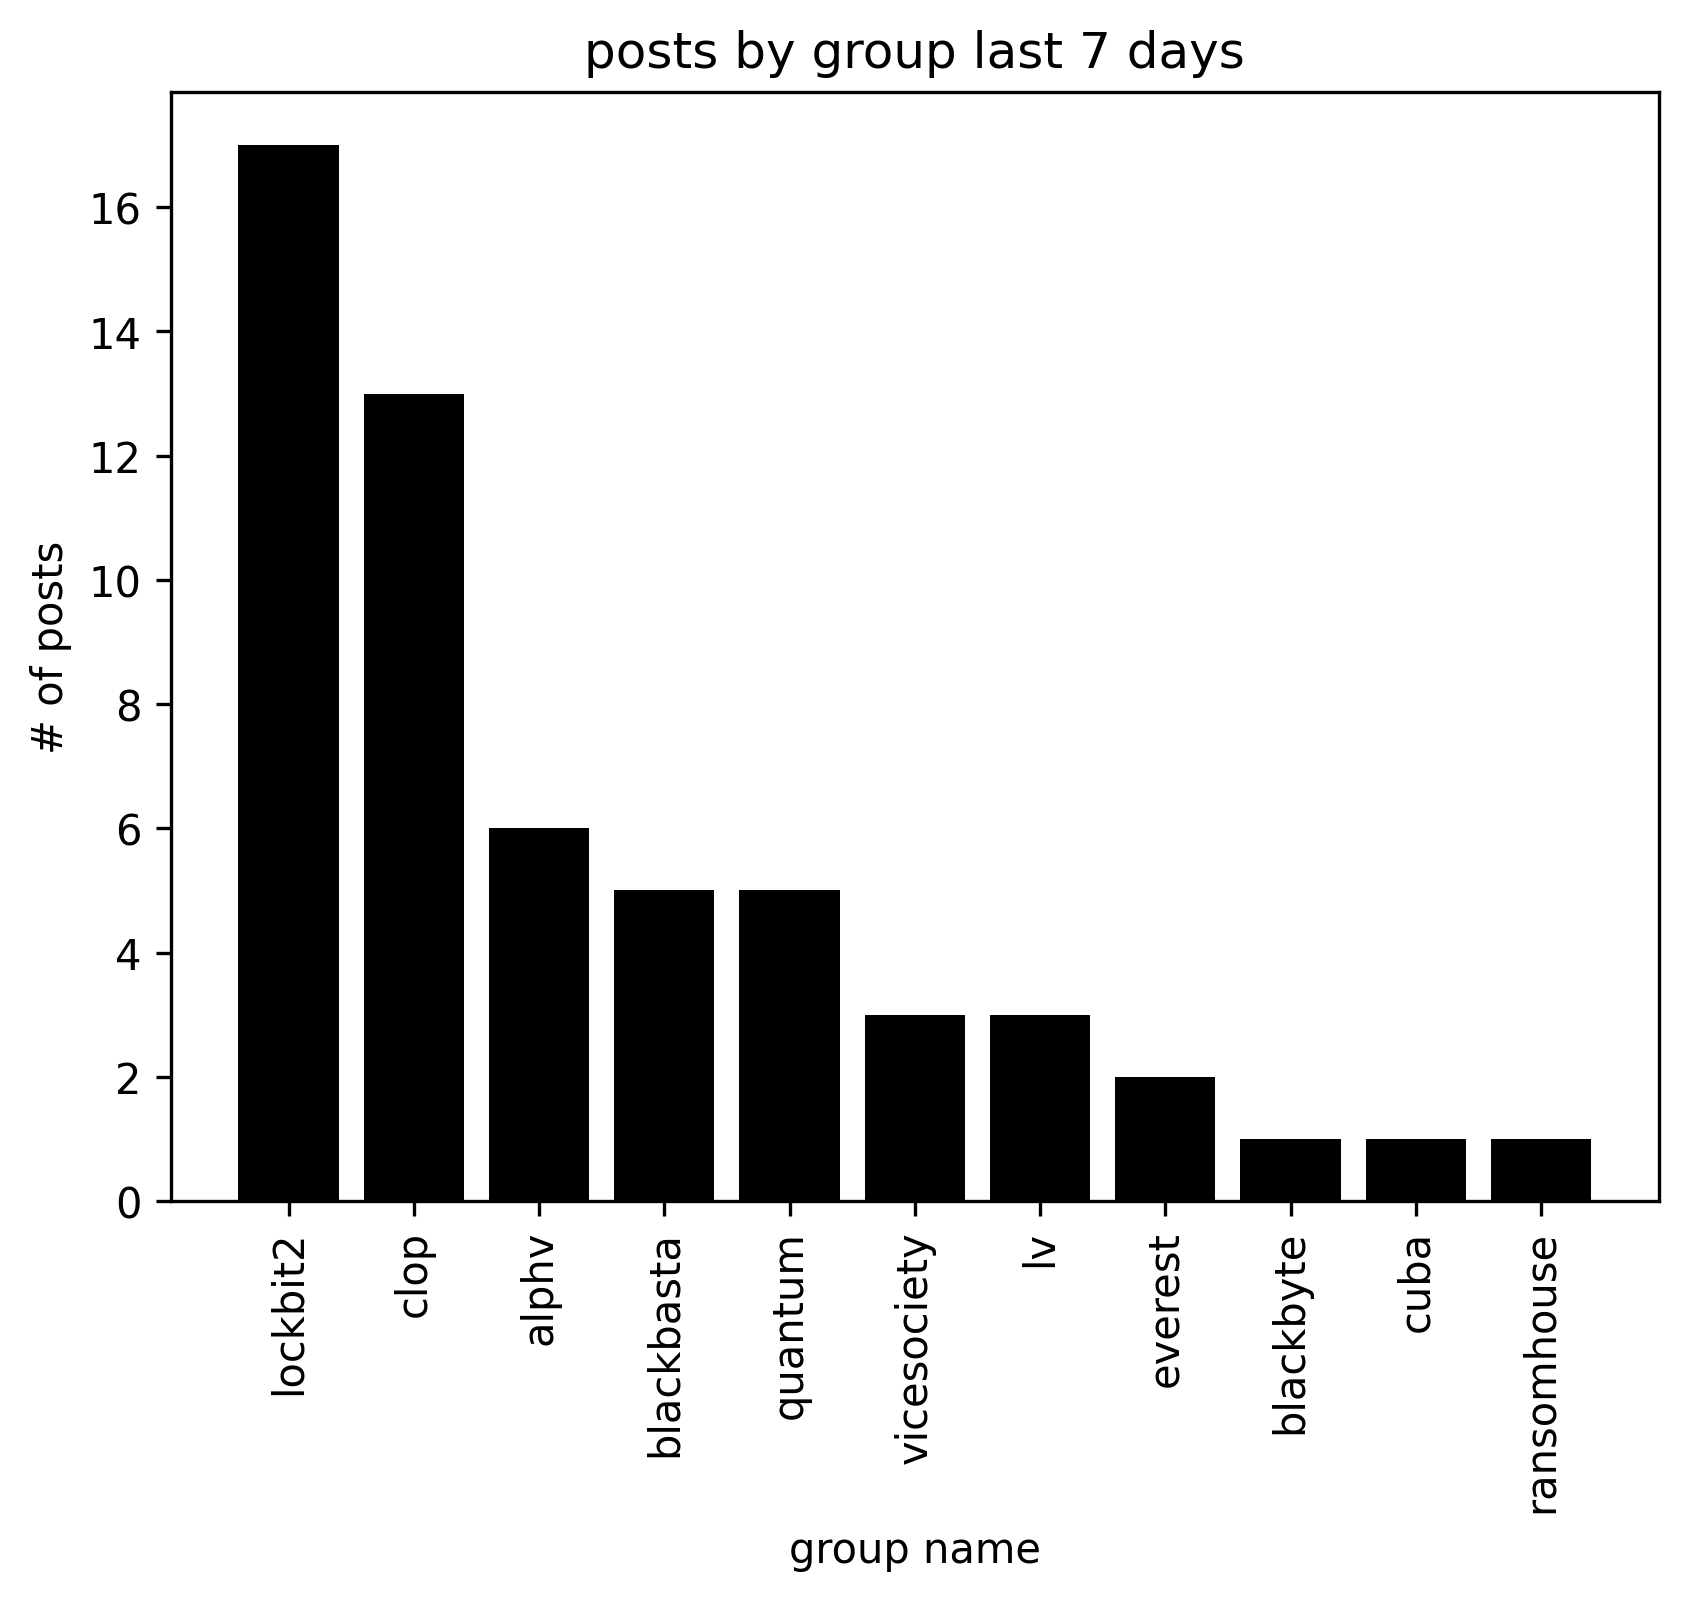 posts by group last 7 days
# of posts
16
14
12
10
8
6
4
2
0
lockbit2
clop
alphv
blackbasta
quantum
vicesociety
lv
everest
blackbyte
cuba
ransomhouse
group name